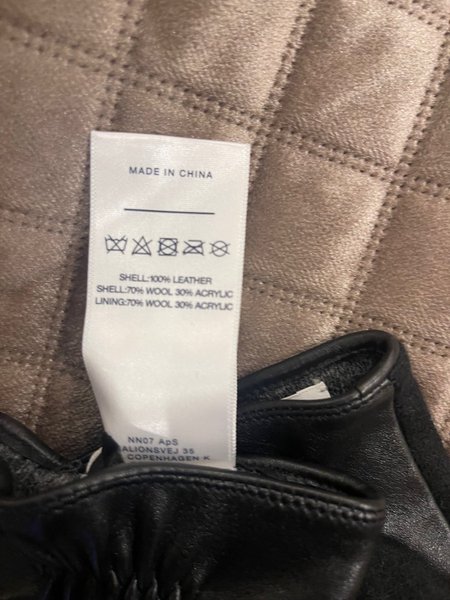 MADE IN CHINA
SHELL:100% LEATHER
SHELL:70% WOOL 30% ACRYLIC
LINING:70% WOOL 30% ACRYLIC
NN07 ApS
35
COPENHAGEN K